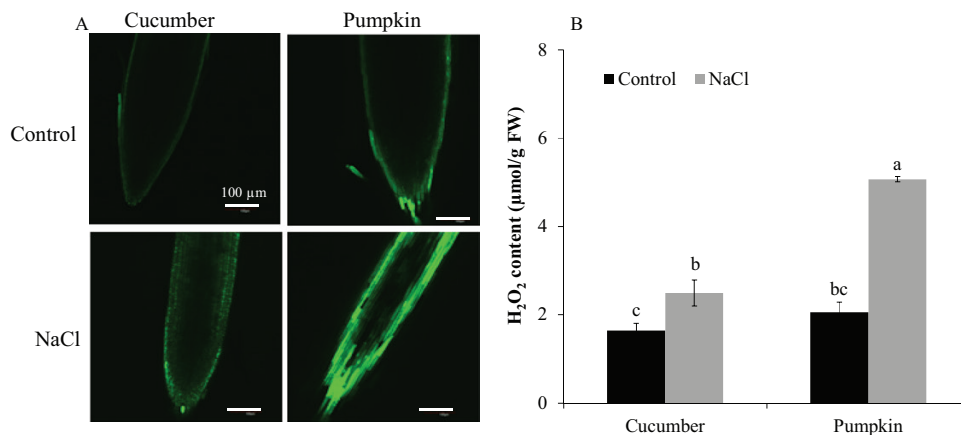 A
Cucumber
Pumpkin
Control
100 µm
NaCl
B
H₂O₂ content (µmol/g FW)
8
6
4
2
0
Control
NaCl
c
b
bc
a
Cucumber
Pumpkin